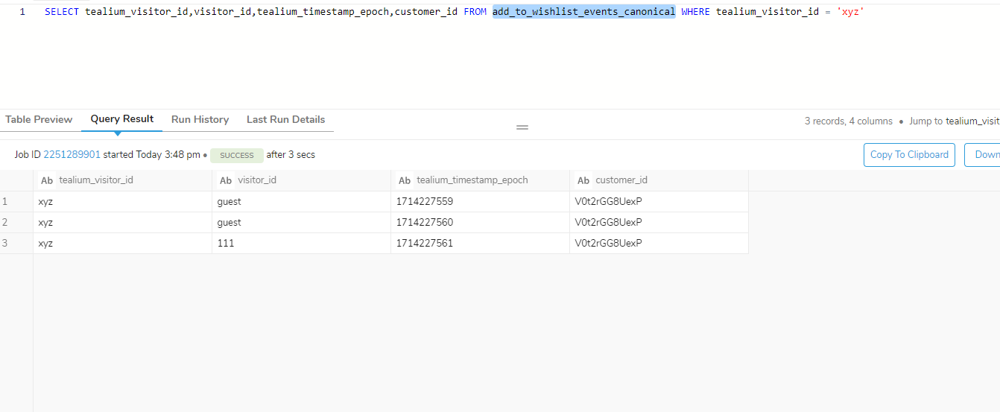 1 SELECT tealium_visitor_id,visitor_id,tealium_timestamp_epoch,customer_id FROM add_to_wishlist_events_canonical WHERE tealium_visitor_id = 'xyz'
Table Preview Query Result Run History Last Run Details 3 records, 4 columns • Jump to tealium_visit
Job ID 2251289901 started Today 3:48 pm • SUCCESS after 3 secs Copy To Clipboard Down
Ab tealium_visitor_id Ab visitor_id Ab tealium_timestamp_epoch Ab customer_id
1 xyz guest 1714227559 V0t2rGG8UexP
2 xyz guest 1714227560 V0t2rGG8UexP
3 xyz 111 1714227561 V0t2rGG8UexP